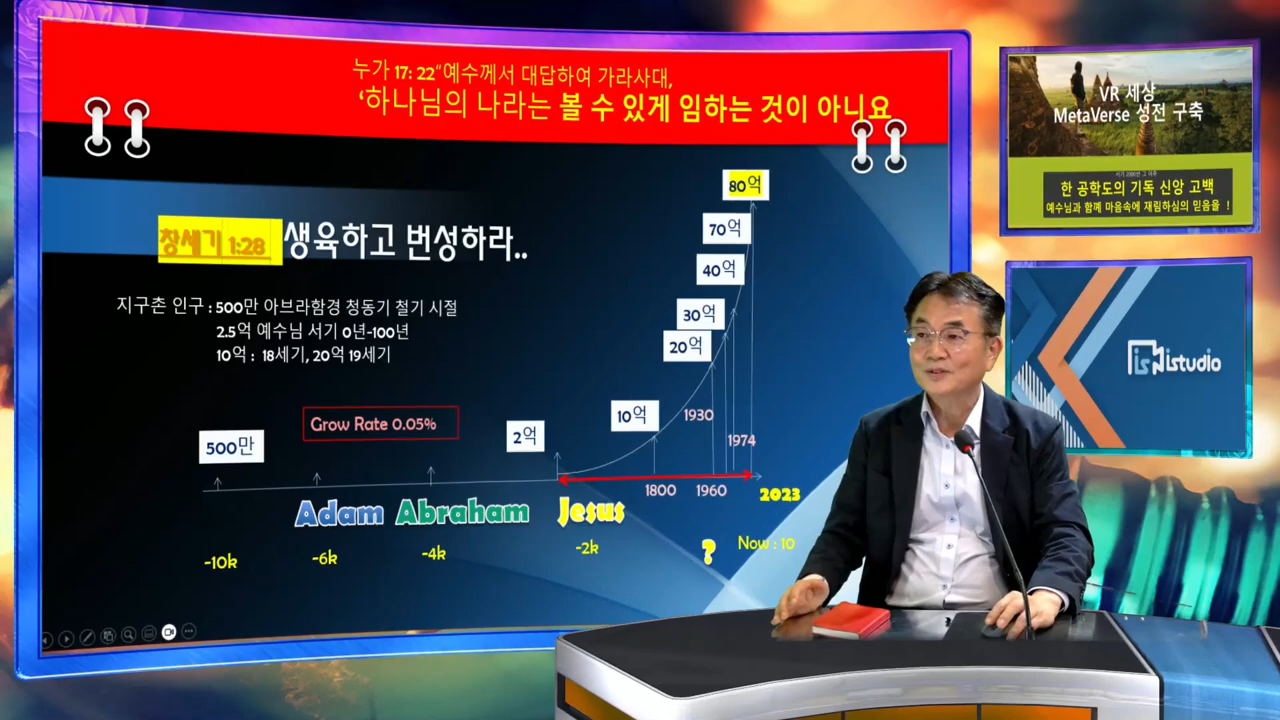 누가 17: 22“예수께서 대답하여 가라사대,
‘하나님의 나라는 볼 수 있게 임하는 것이 아니요
창세기 1:28 생육하고 번성하라..
지구촌 인구 : 500만 아브라함경 청동기 철기 시절
2.5억 예수님 서기 0년-100년
10억 : 18세기, 20억 19세기
80억
70억
40억
30억
20억
10억
1930
1974
Grow Rate 0.05%
500만
2억
1800
1960
2023
Adam
Abraham
Jesus
-10k
-6k
-4k
-2k
?
Now : 10
VR 세상
MetaVerse 성전 구축
한 공학도의 기독 신앙 고백
예수님과 함께 마음속에 재림하심의 믿음을 !
is istudio